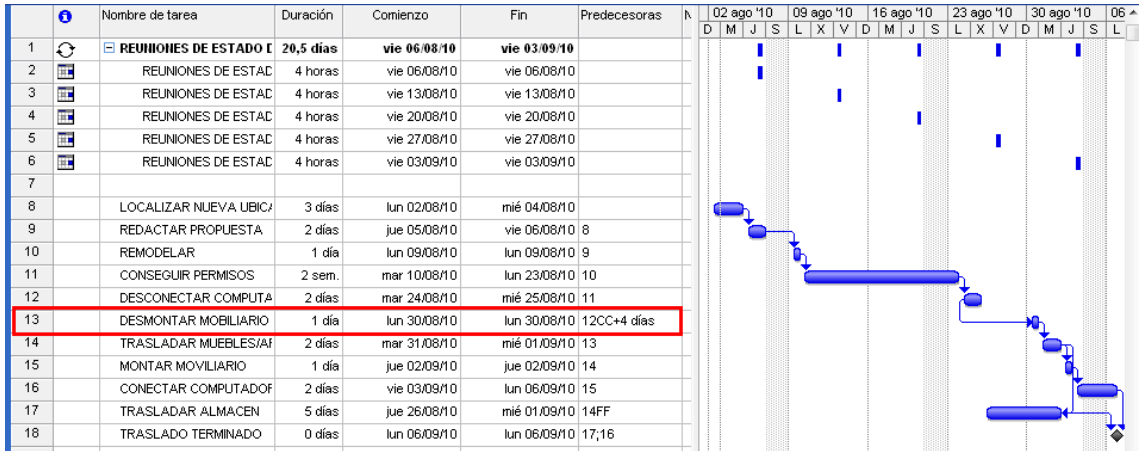 Nombre de tarea Duración Comienzo Fin Predecesoras N 02 ago '10 09 ago '10 16 ago '10 23 ago '10 30 ago '10 06
D M J S L X V D M J S L X V D M J S L
1 REUNIONES DE ESTADO D 20,5 días vie 06/08/10 vie 03/09/10
2 REUNIONES DE ESTAD 4 horas vie 06/08/10 vie 06/08/10
3 REUNIONES DE ESTAD 4 horas vie 13/08/10 vie 13/08/10
4 REUNIONES DE ESTAD 4 horas vie 20/08/10 vie 20/08/10
5 REUNIONES DE ESTAD 4 horas vie 27/08/10 vie 27/08/10
6 REUNIONES DE ESTAD 4 horas vie 03/09/10 vie 03/09/10
7
8 LOCALIZAR NUEVA UBICA 3 días lun 02/08/10 mié 04/08/10
9 REDACTAR PROPUESTA 2 días jue 05/08/10 vie 06/08/10 8
10 REMODELAR 1 día lun 09/08/10 lun 09/08/10 9
11 CONSEGUIR PERMISOS 2 sem. mar 10/08/10 lun 23/08/10 10
12 DESCONECTAR COMPUTA 2 días mar 24/08/10 mié 25/08/10 11
13 DESMONTAR MOBILIARIO 1 día lun 30/08/10 lun 30/08/10 12CC+4 días
14 TRASLADAR MUEBLES/AR 2 días mar 31/08/10 mié 01/09/10 13
15 MONTAR MOVILIARIO 1 día jue 02/09/10 jue 02/09/10 14
16 CONECTAR COMPUTADOR 2 días vie 03/09/10 lun 06/09/10 15
17 TRASLADAR ALMACEN 5 días jue 26/08/10 mié 01/09/10 14FF
18 TRASLADO TERMINADO 0 días lun 06/09/10 lun 06/09/10 17;16